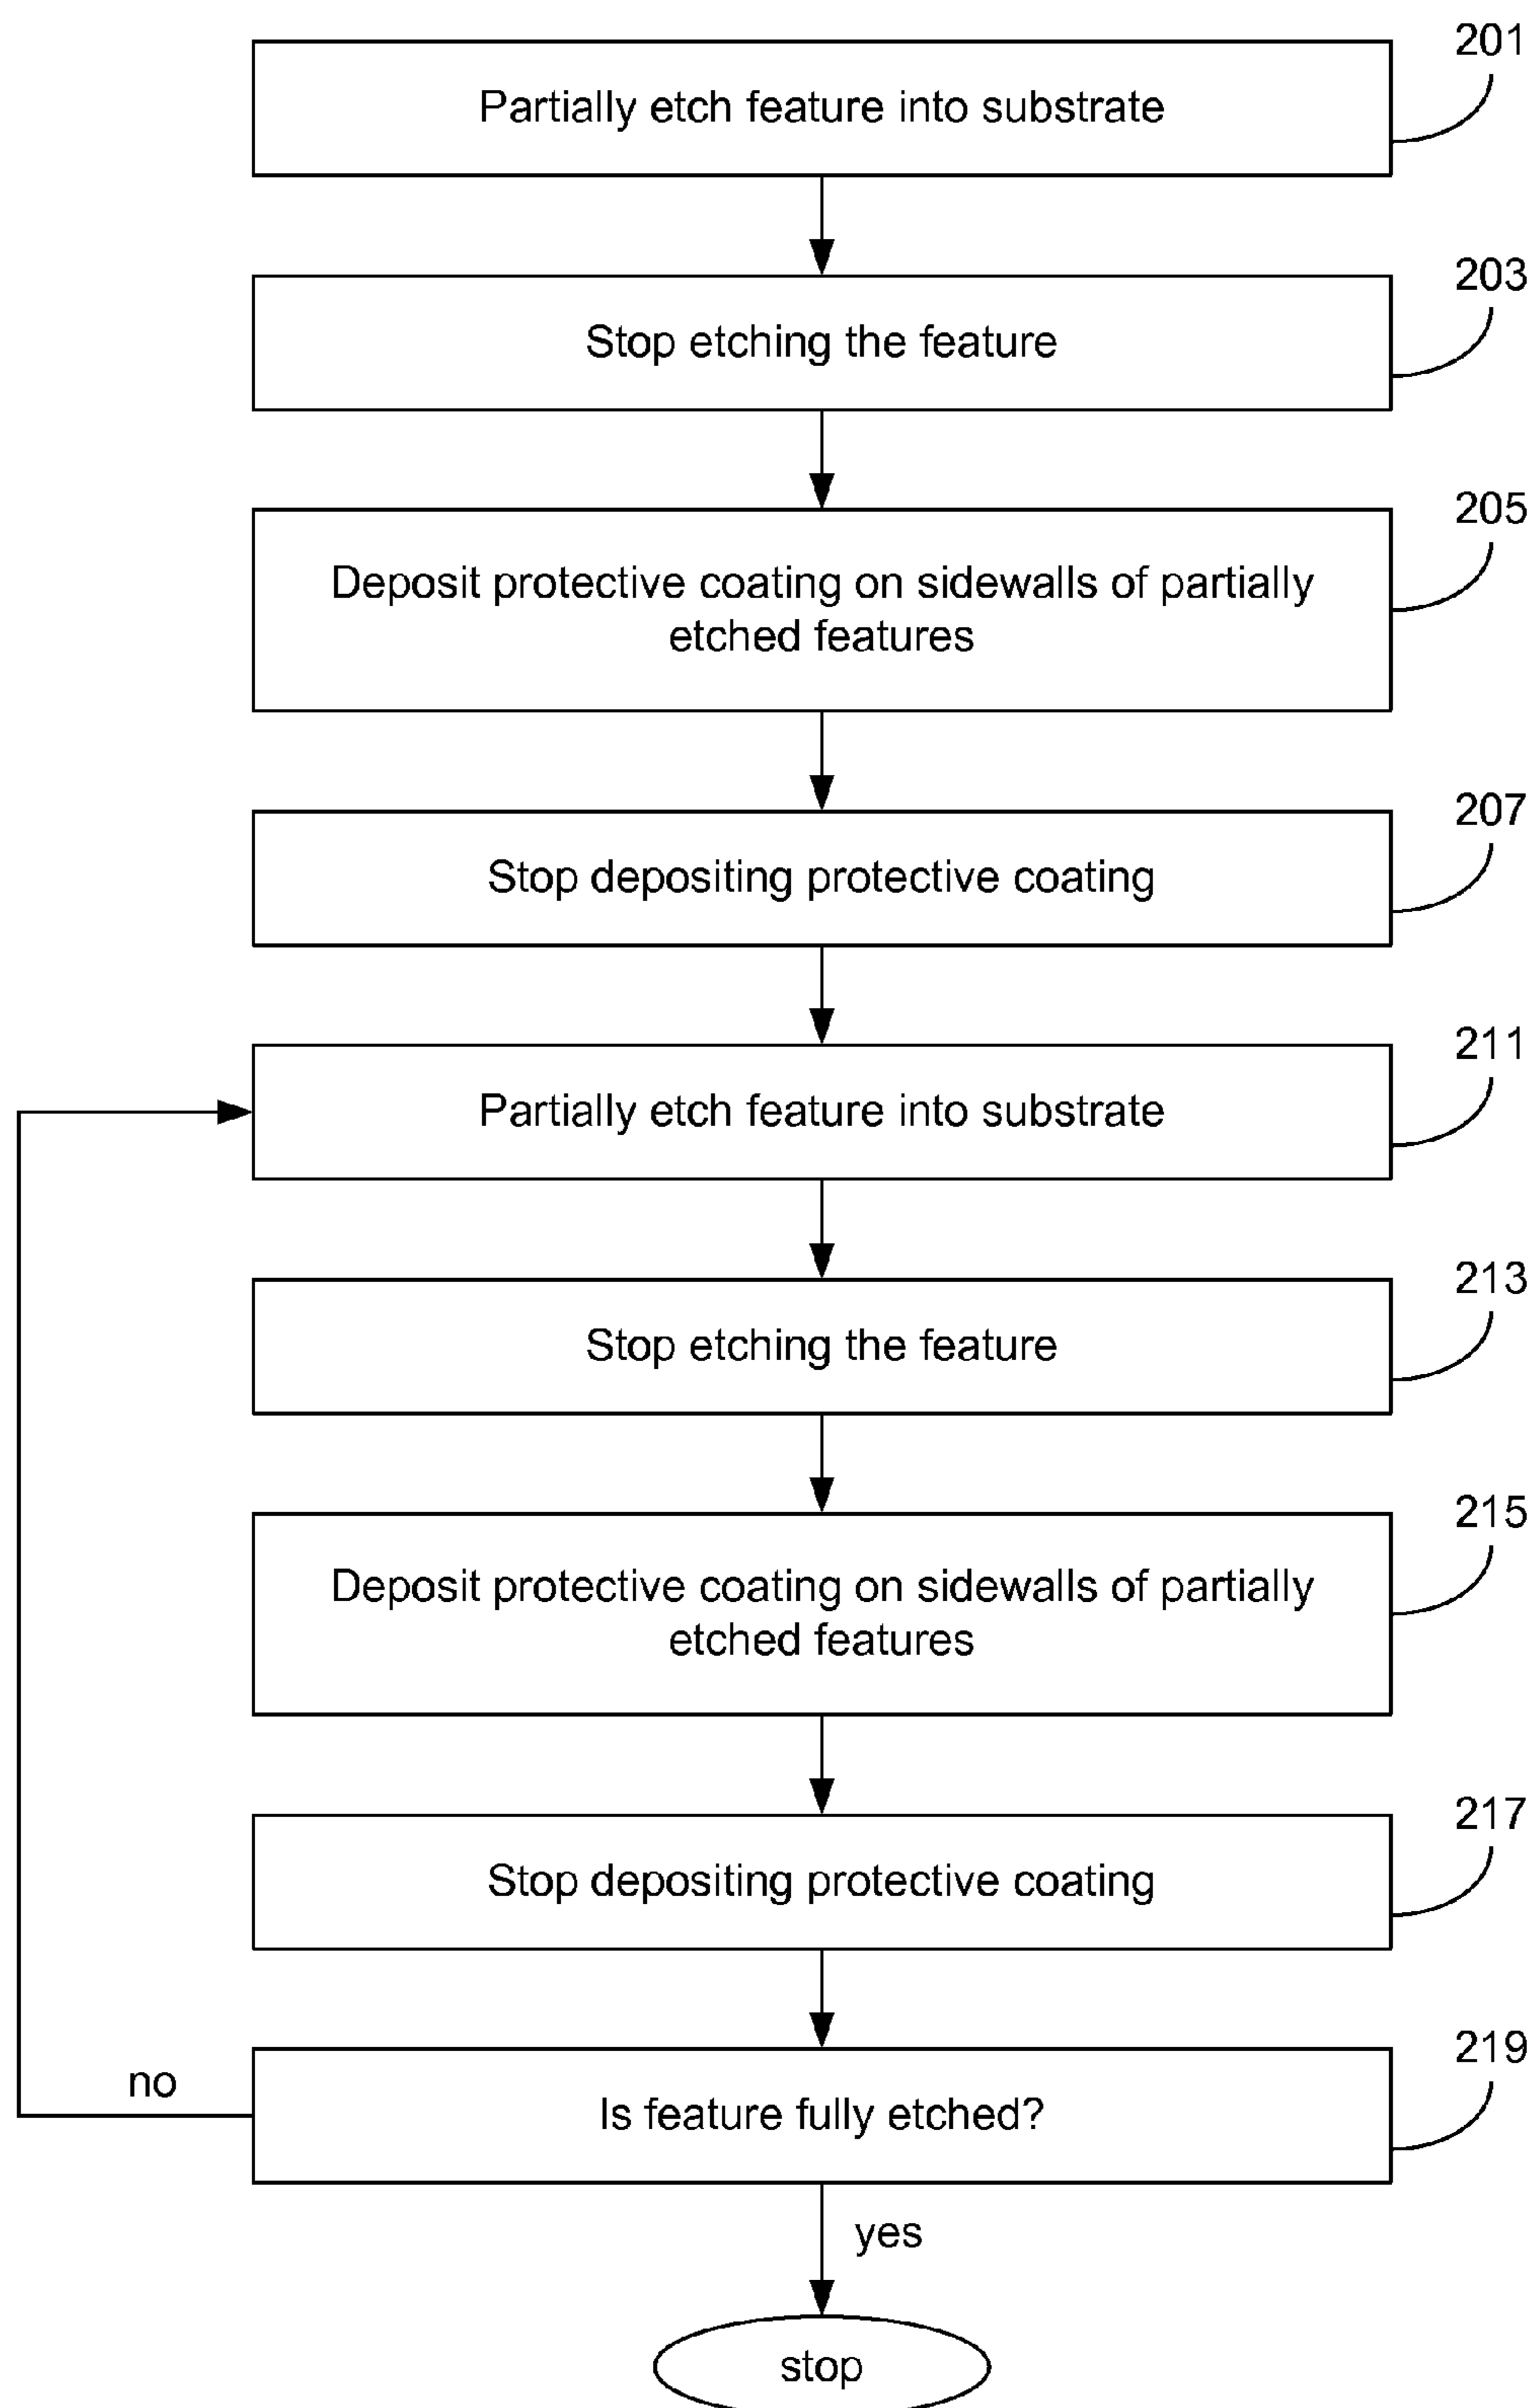 201
Partially etch feature into substrate
203
Stop etching the feature
205
Deposit protective coating on sidewalls of partially
etched features
207
Stop depositing protective coating
211
Partially etch feature into substrate
213
Stop etching the feature
215
Deposit protective coating on sidewalls of partially
etched features
217
Stop depositing protective coating
219
no
Is feature fully etched?
yes
stop